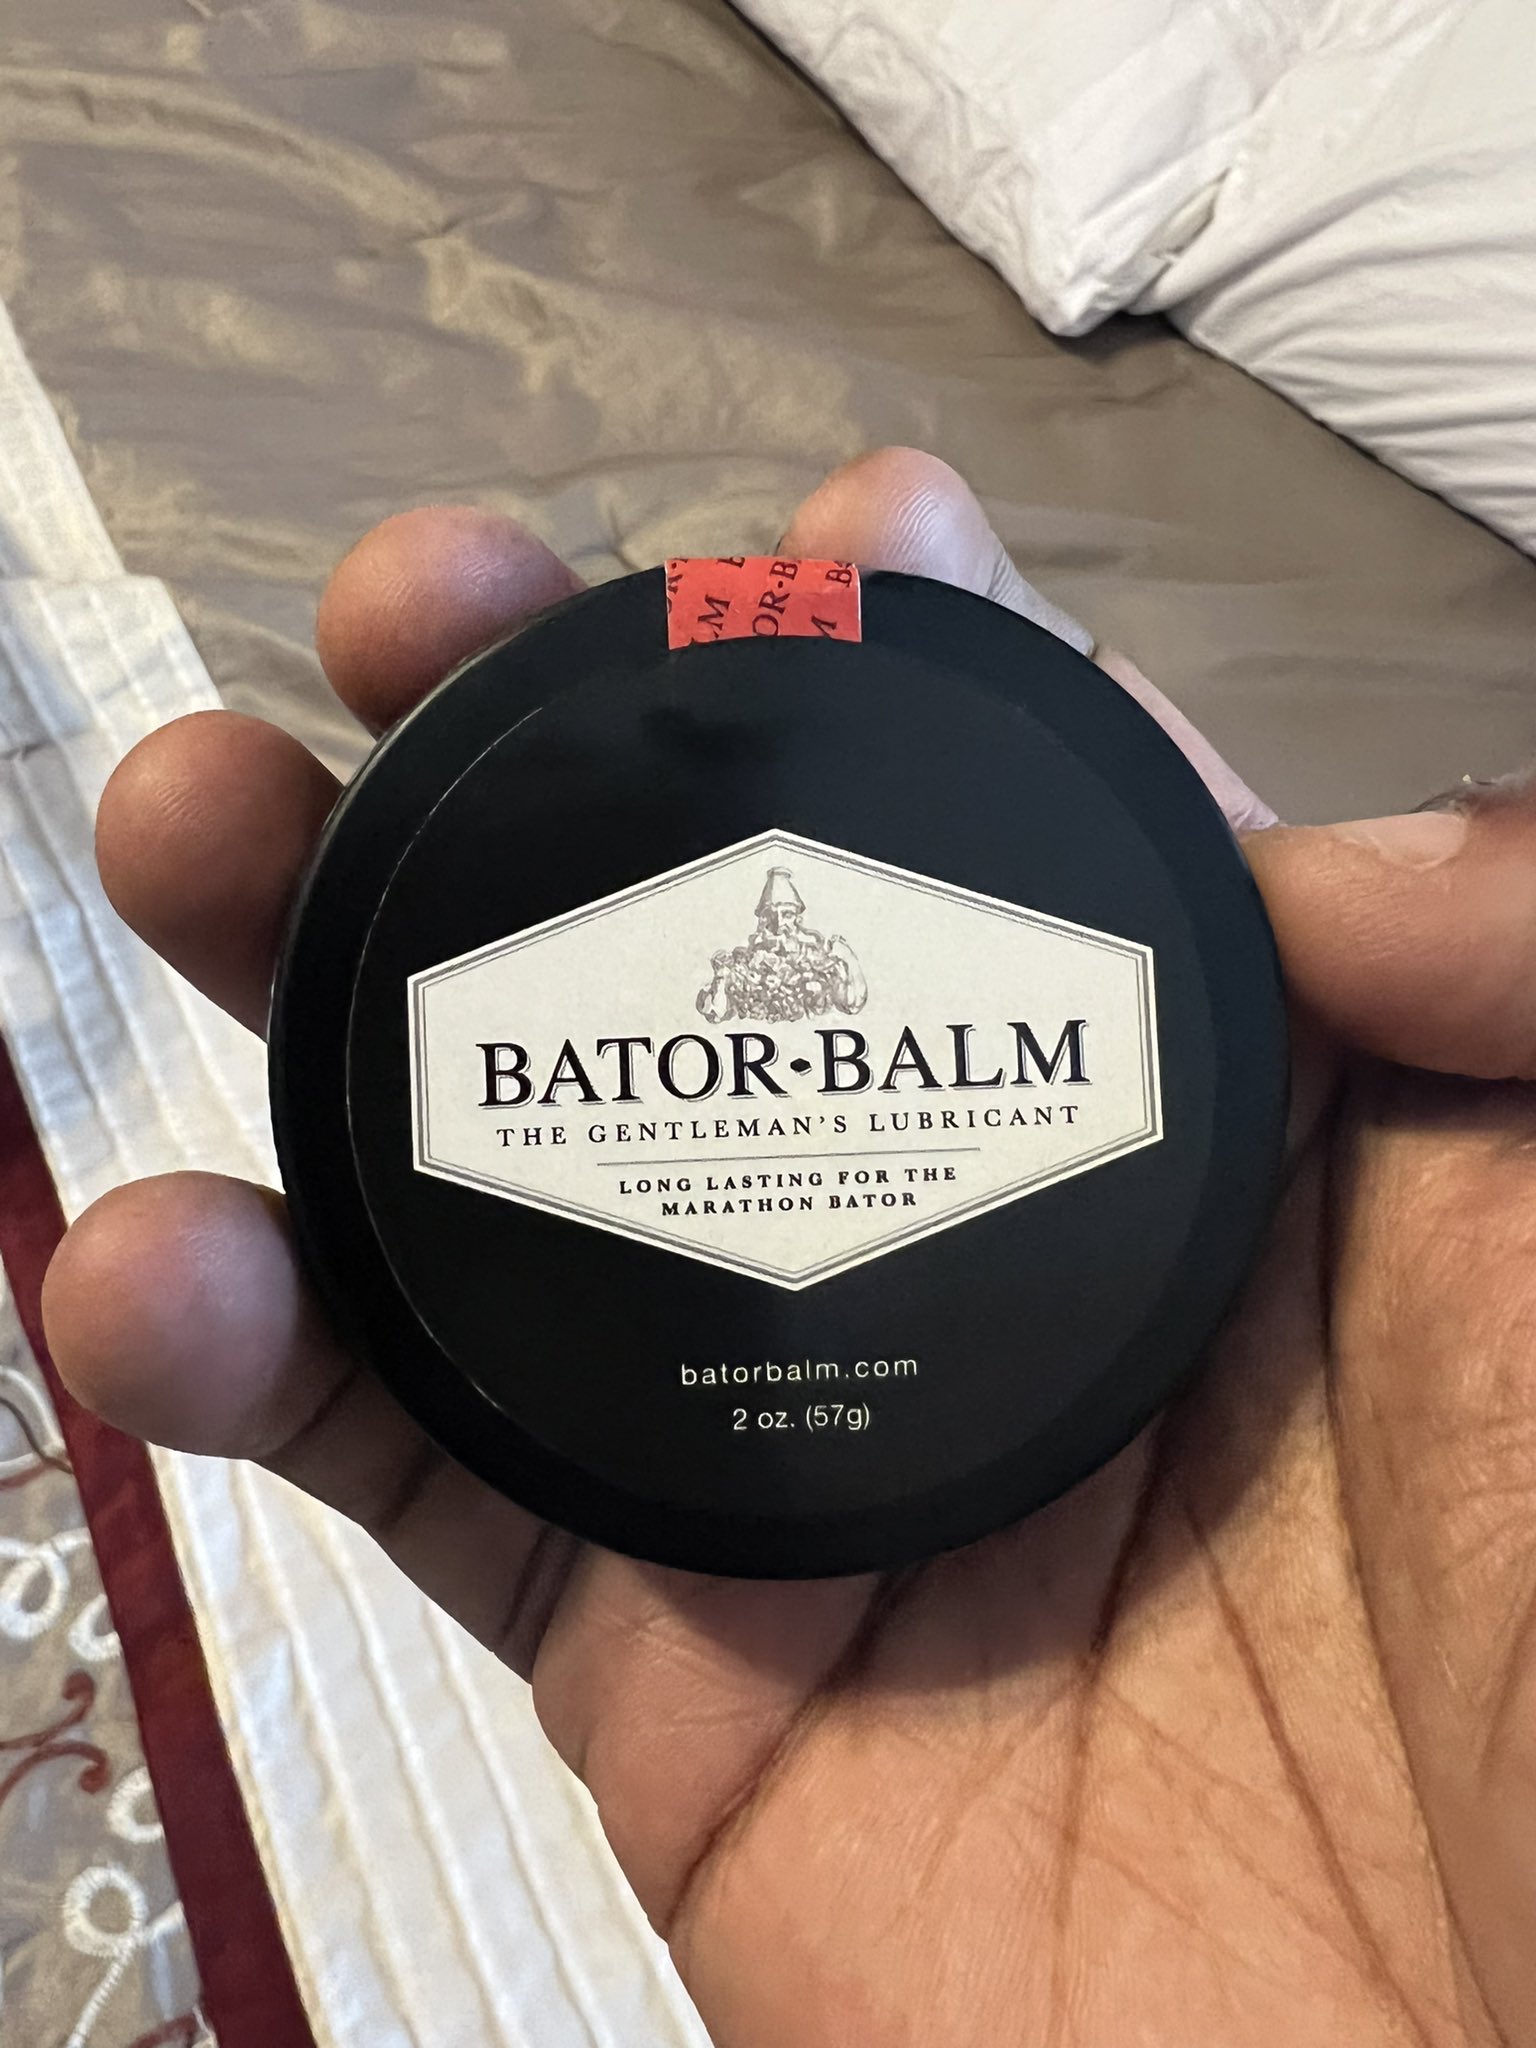 BATOR•BALM
THE GENTLEMAN'S LUBRICANT
LONG LASTING FOR THE
MARATHON BATOR
batorbalm.com
2 oz. (57g)